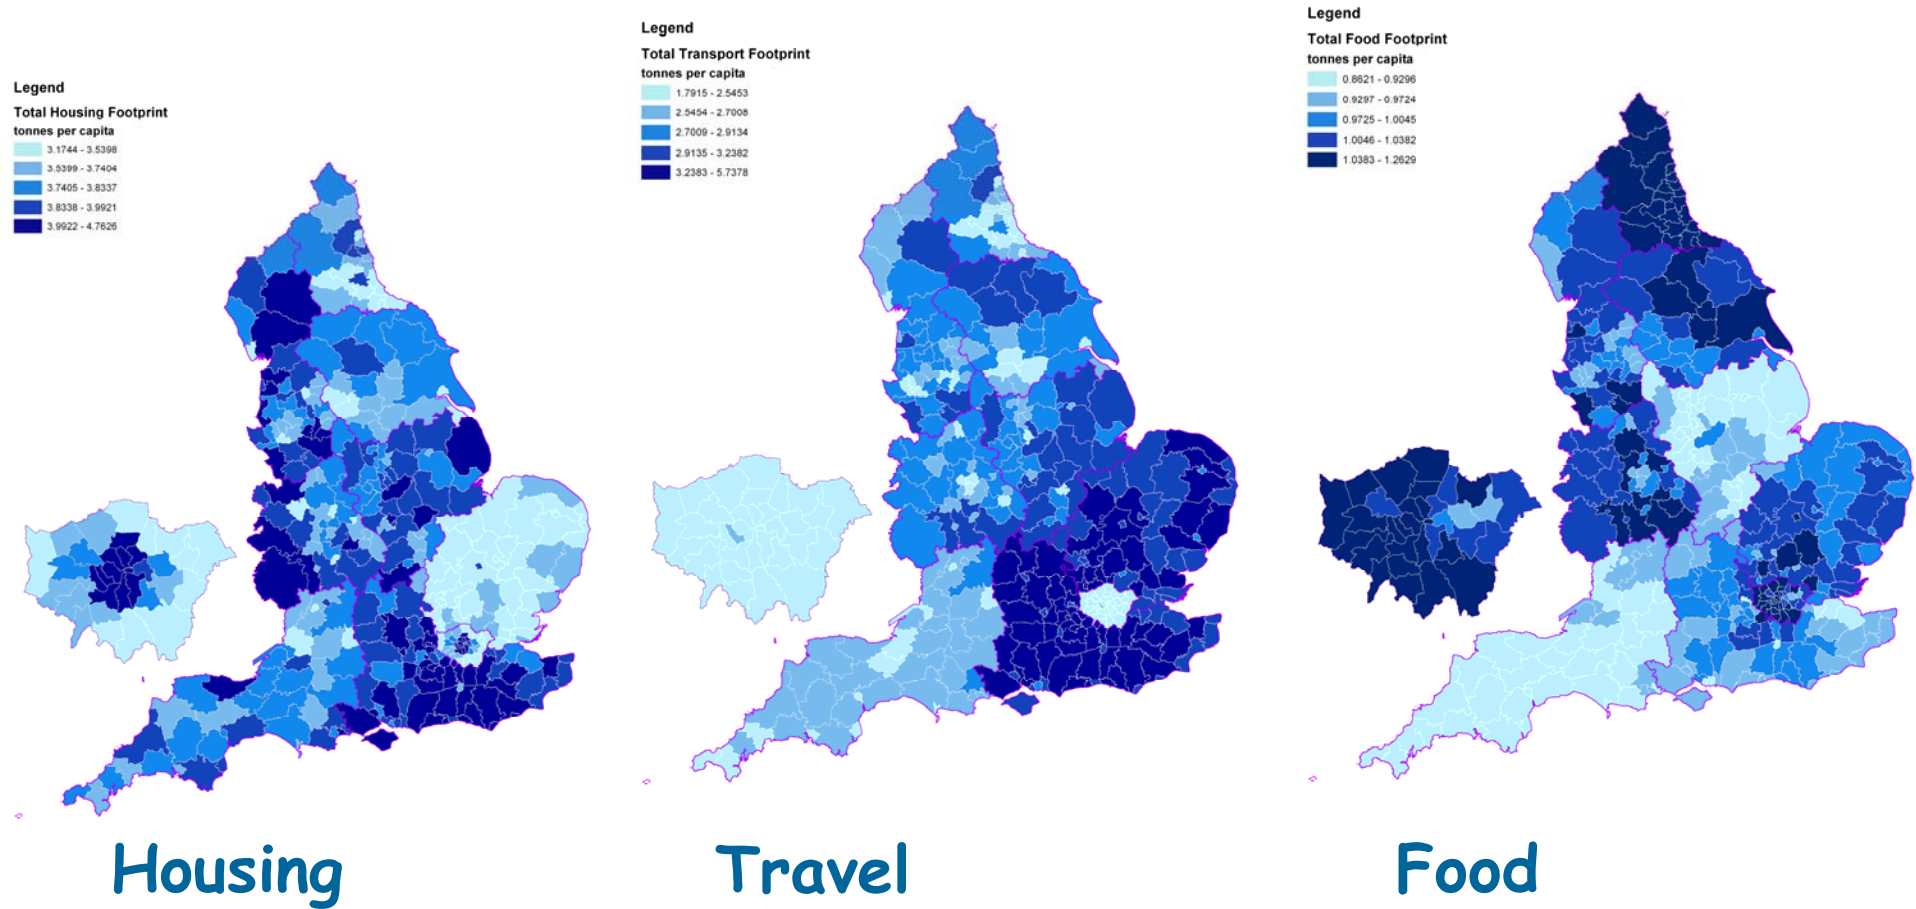 Legend
Total Housing Footprint
tonnes per capita
3.1744 - 3.5398
3.5399 - 3.7404
3.7405 - 3.8337
3.8338 - 3.9921
3.9922 - 4.7626
Legend
Total Transport Footprint
tonnes per capita
1.7915 - 2.5453
2.5454 - 2.7008
2.7009 - 2.9134
2.9135 - 3.2382
3.2383 - 5.7378
Legend
Total Food Footprint
tonnes per capita
0.8621 - 0.9296
0.9297 - 0.9724
0.9725 - 1.0045
1.0046 - 1.0382
1.0383 - 1.2629
Housing
Travel
Food